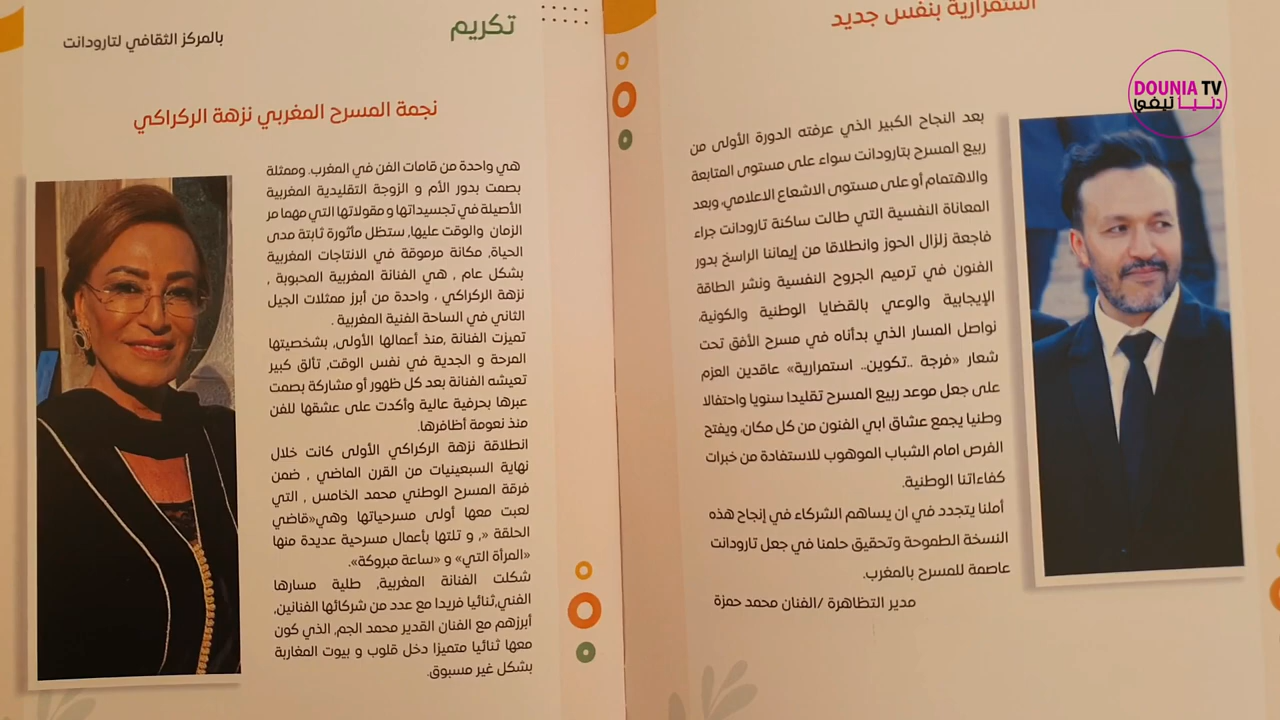 استمرارية بنفس جديد
DOUNIA TV
دنيا تيفي
بعد النجاح الكبير الذي عرفته الدورة الأولى من
ربيع المسرح بتارودانت سواء على مستوى المتابعة
والاهتمام أو على مستوى الاشعاع الاعلامي، وبعد
المعاناة النفسية التي طالت ساكنة تارودانت جراء
فاجعة زلزال الحوز وانطلاقا من إيماننا الراسخ بدور
الفنون في ترميم الجروح النفسية ونشر الطاقة
الإيجابية والوعي بالقضايا الوطنية والكونية،
نواصل المسار الذي بدأناه في مسرح الأفق تحت
شعار «فرجة ..تكوين.. استمرارية» عاقدين العزم
على جعل موعد ربيع المسرح تقليدا سنويا واحتفالا
وطنيا يجمع عشاق ابي الفنون من كل مكان، ويفتح
الفرص امام الشباب الموهوب للاستفادة من خبرات
كفاءاتنا الوطنية.
أملنا يتجدد في ان يساهم الشركاء في إنجاح هذه
النسخة الطموحة وتحقيق حلمنا في جعل تارودانت
عاصمة للمسرح بالمغرب.
مدير التظاهرة /الفنان محمد حمزة
تكريم
بالمركز الثقافي لتارودانت
نجمة المسرح المغربي نزهة الركراكي
هي واحدة من قامات الفن في المغرب. وممثلة
بصمت بدور الأم و الزوجة التقليدية المغربية
الأصيلة في تجسيداتها و مقولاتها التي مهما مر
الزمان والوقت عليها، ستظل مأثورة ثابتة مدى
الحياة، مكانة مرموقة في الانتاجات المغربية
بشكل عام , هي الفنانة المغربية المحبوبة ,
نزهة الركراكي ، واحدة من أبرز ممثلات الجيل
الثاني في الساحة الفنية المغربية .
تميزت الفنانة ,منذ أعمالها الأولى, بشخصيتها
المرحة و الجدية في نفس الوقت, تألق كبير
تعيشه الفنانة بعد كل ظهور أو مشاركة بصمت
عبرها بحرفية عالية وأكدت على عشقها للفن
منذ نعومة أظافرها.
انطلاقة نزهة الركراكي الأولى كانت خلال
نهاية السبعينيات من القرن الماضي , ضمن
فرقة المسرح الوطني محمد الخامس , التي
لعبت معها أولى مسرحياتها وهي«قاضي
الحلقة «, و تلتها بأعمال مسرحية عديدة منها
«المرأة التي» و «ساعة مبروكة».
شكلت الفنانة المغربية, طلية مسارها
الفني,ثنائيا فريدا مع عدد من شركائها الفنانين,
أبرزهم مع الفنان القدير محمد الجم, الذي كون
معها ثنائيا متميزا دخل قلوب و بيوت المغاربة
بشكل غير مسبوق.